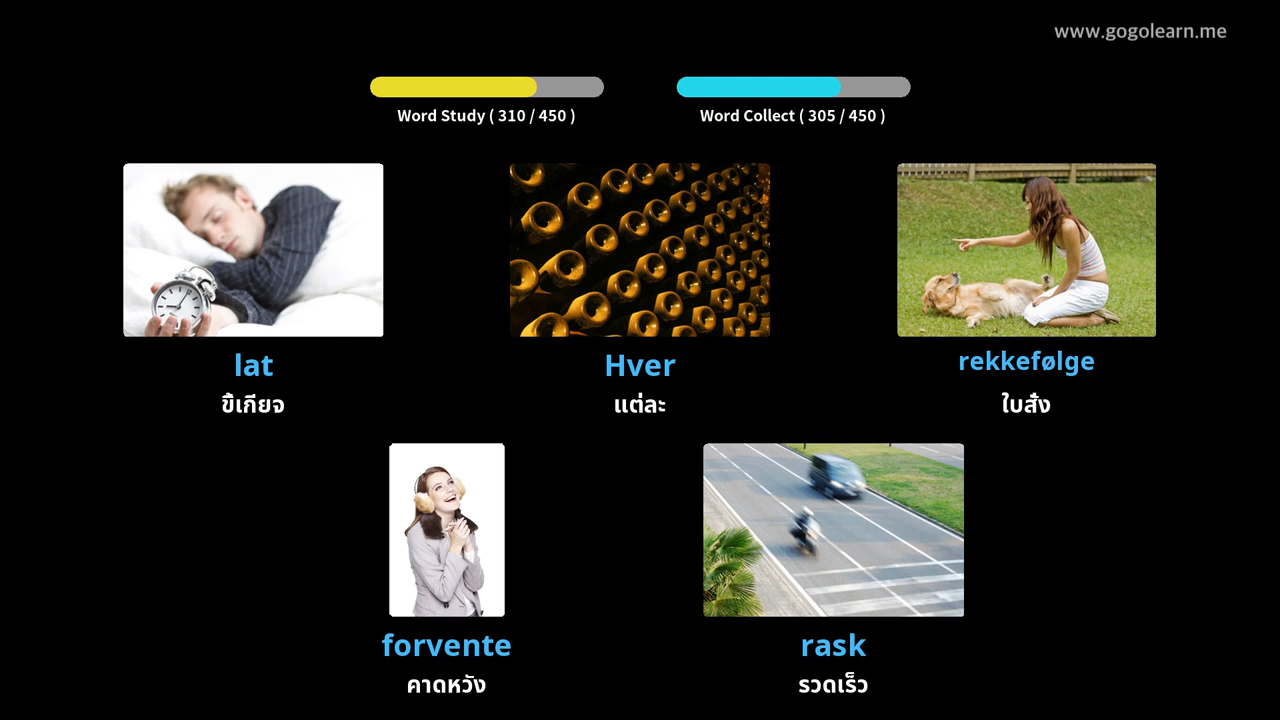 www.gogolearn.me
Word Study ( 310 / 450 )
Word Collect ( 305 / 450 )
lat
Hver
rekkefølge
ขี้เกียจ
แต่ละ
ใบสั่ง
forvente
rask
คาดหวัง
รวดเร็ว